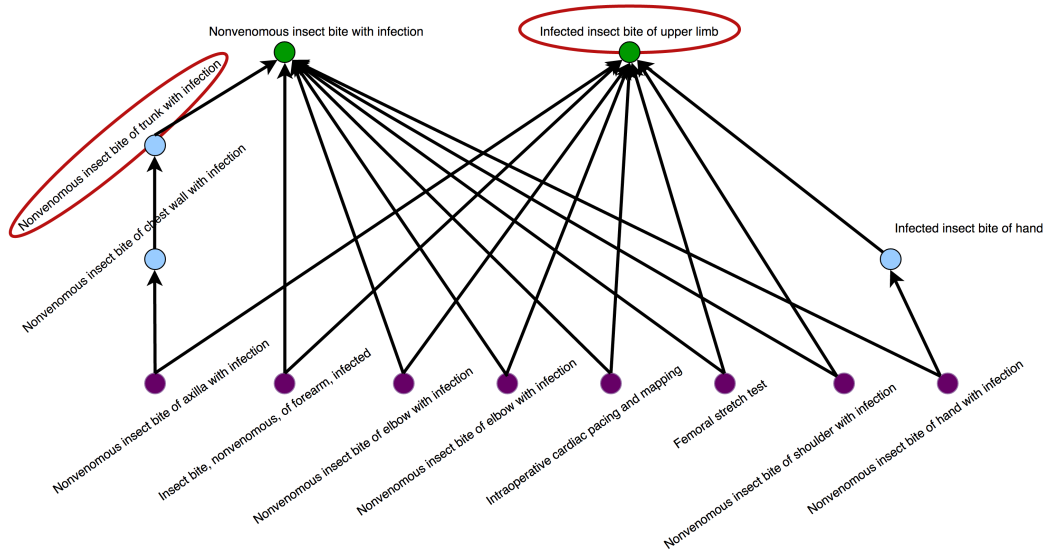 Nonvenomous insect bite with infection
Infected insect bite of upper limb
Nonvenomous insect bite of trunk with infection
Nonvenomous insect bite of chest wall with infection
Infected insect bite of hand
Nonvenomous insect bite of axilla with infection
Insect bite, nonvenomous, of forearm, infected
Nonvenomous insect bite of elbow with infection
Nonvenomous insect bite of elbow with infection
Intraoperative cardiac pacing and mapping
Femoral stretch test
Nonvenomous insect bite of shoulder with infection
Nonvenomous insect bite of hand with infection